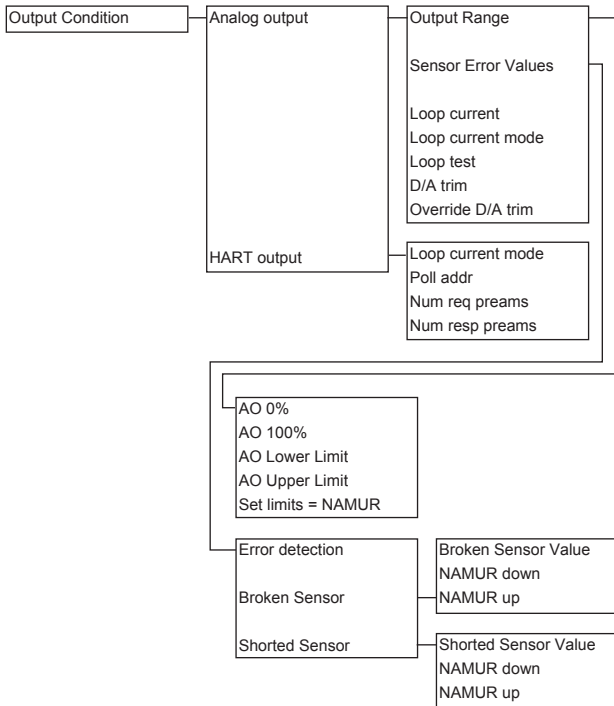 Output Condition
Analog output
HART output
Output Range
Sensor Error Values
Loop current
Loop current mode
Loop test
D/A trim
Override D/A trim
Loop current mode
Poll addr
Num req preams
Num resp preams
AO 0%
AO 100%
AO Lower Limit
AO Upper Limit
Set limits = NAMUR
Error detection
Broken Sensor
Shorted Sensor
Broken Sensor Value
NAMUR down
NAMUR up
Shorted Sensor Value
NAMUR down
NAMUR up